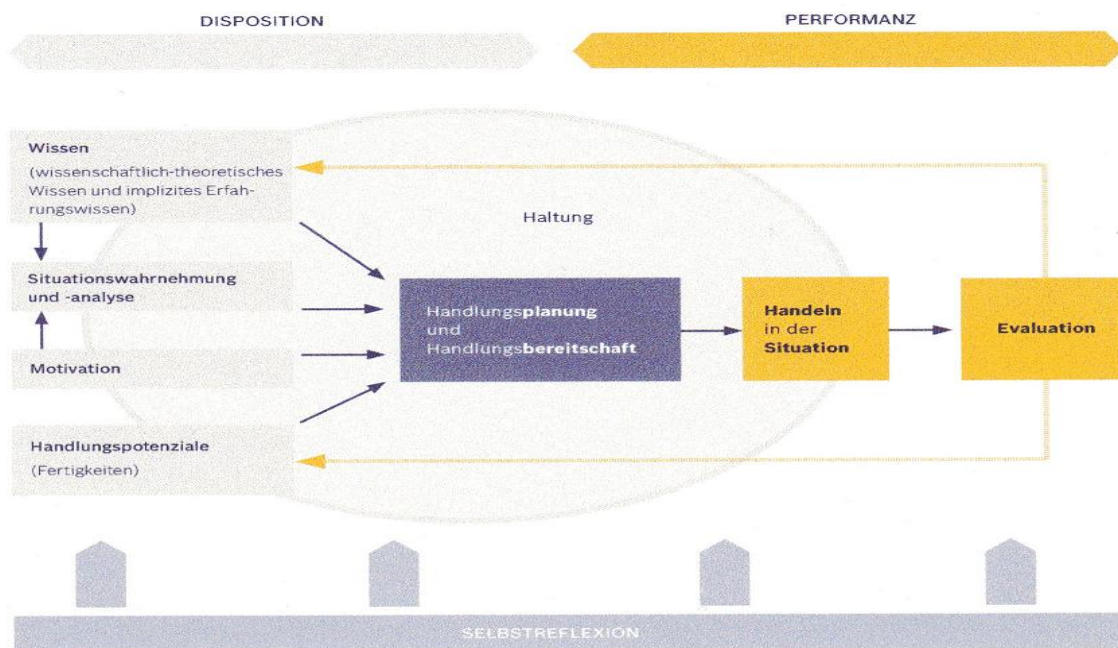 DISPOSITION
PERFORMANZ
Wissen
(wissenschaftlich-theoretisches
Wissen und implizites Erfah-
rungswissen)
Haltung
Situationswahrnehmung
und -analyse
Motivation
Handlungspotenziale
(Fertigkeiten)
Handlungsplanung
und
Handlungsbereitschaft
Handeln
in der
Situation
Evaluation
SELBSTREFLEXION